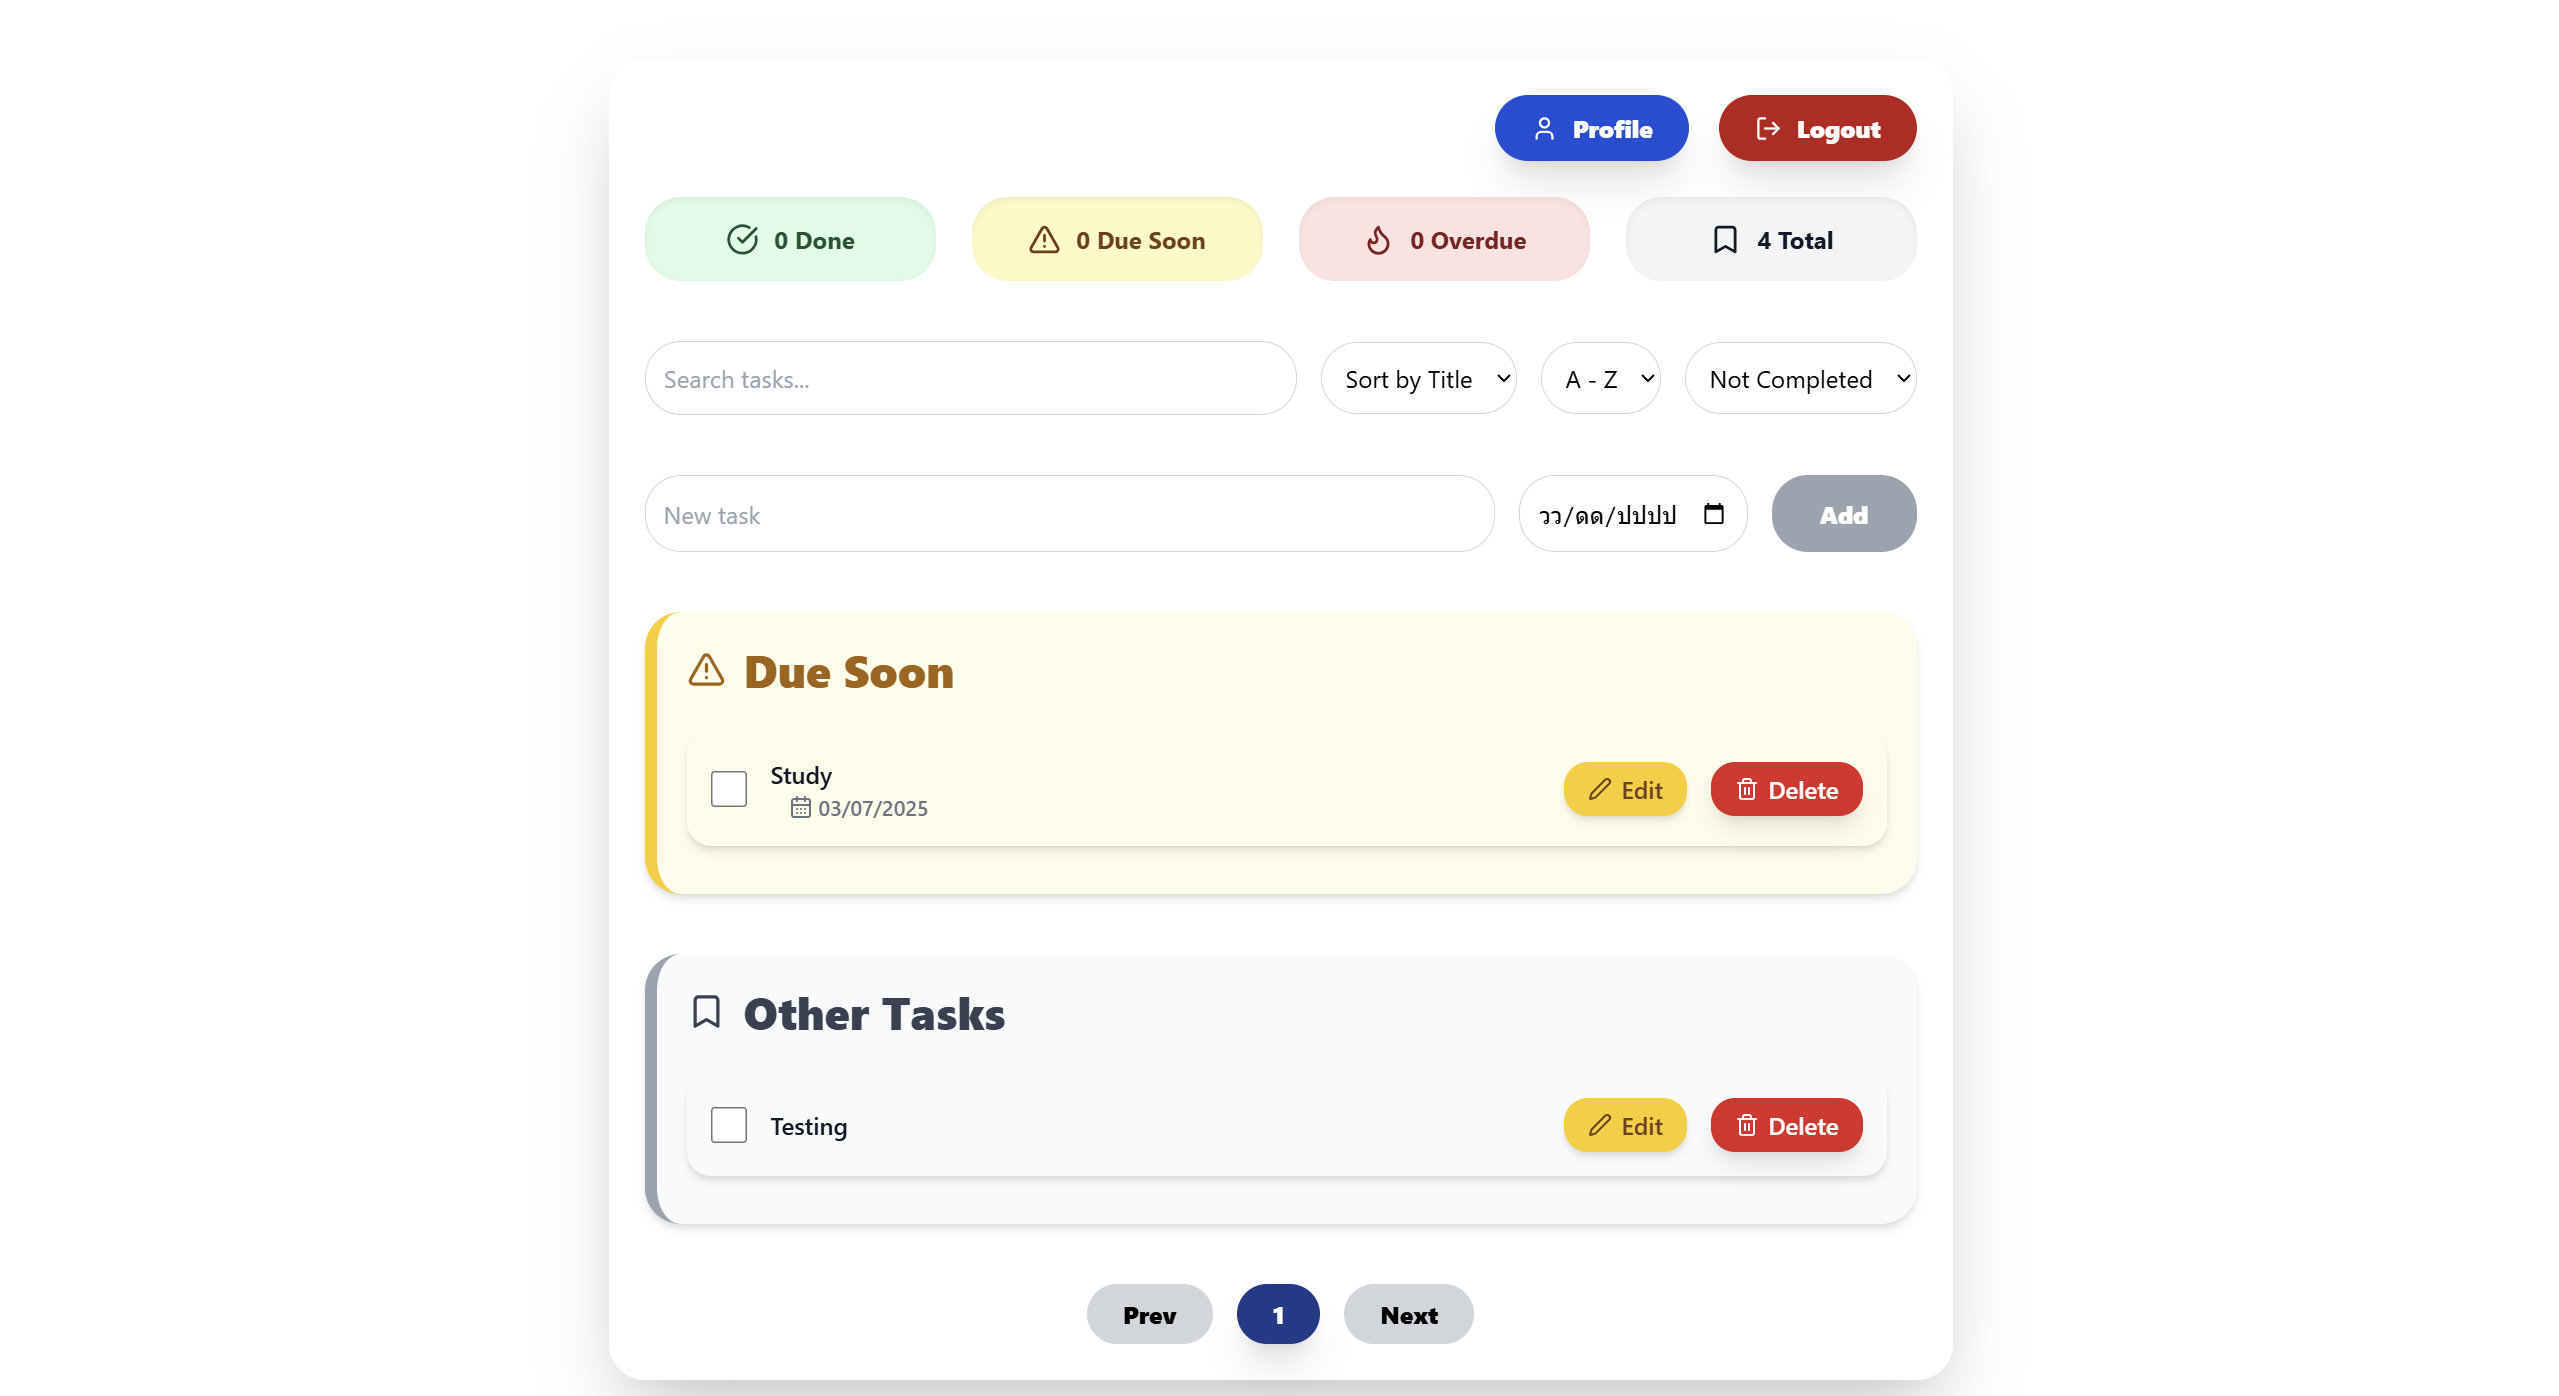 Profile
Logout
0 Done
0 Due Soon
0 Overdue
4 Total
Search tasks...
Sort by Title
A - Z
Not Completed
New task
วว/ดด/ปปปป
Add
Due Soon
Study
03/07/2025
Edit
Delete
Other Tasks
Testing
Edit
Delete
Prev
1
Next